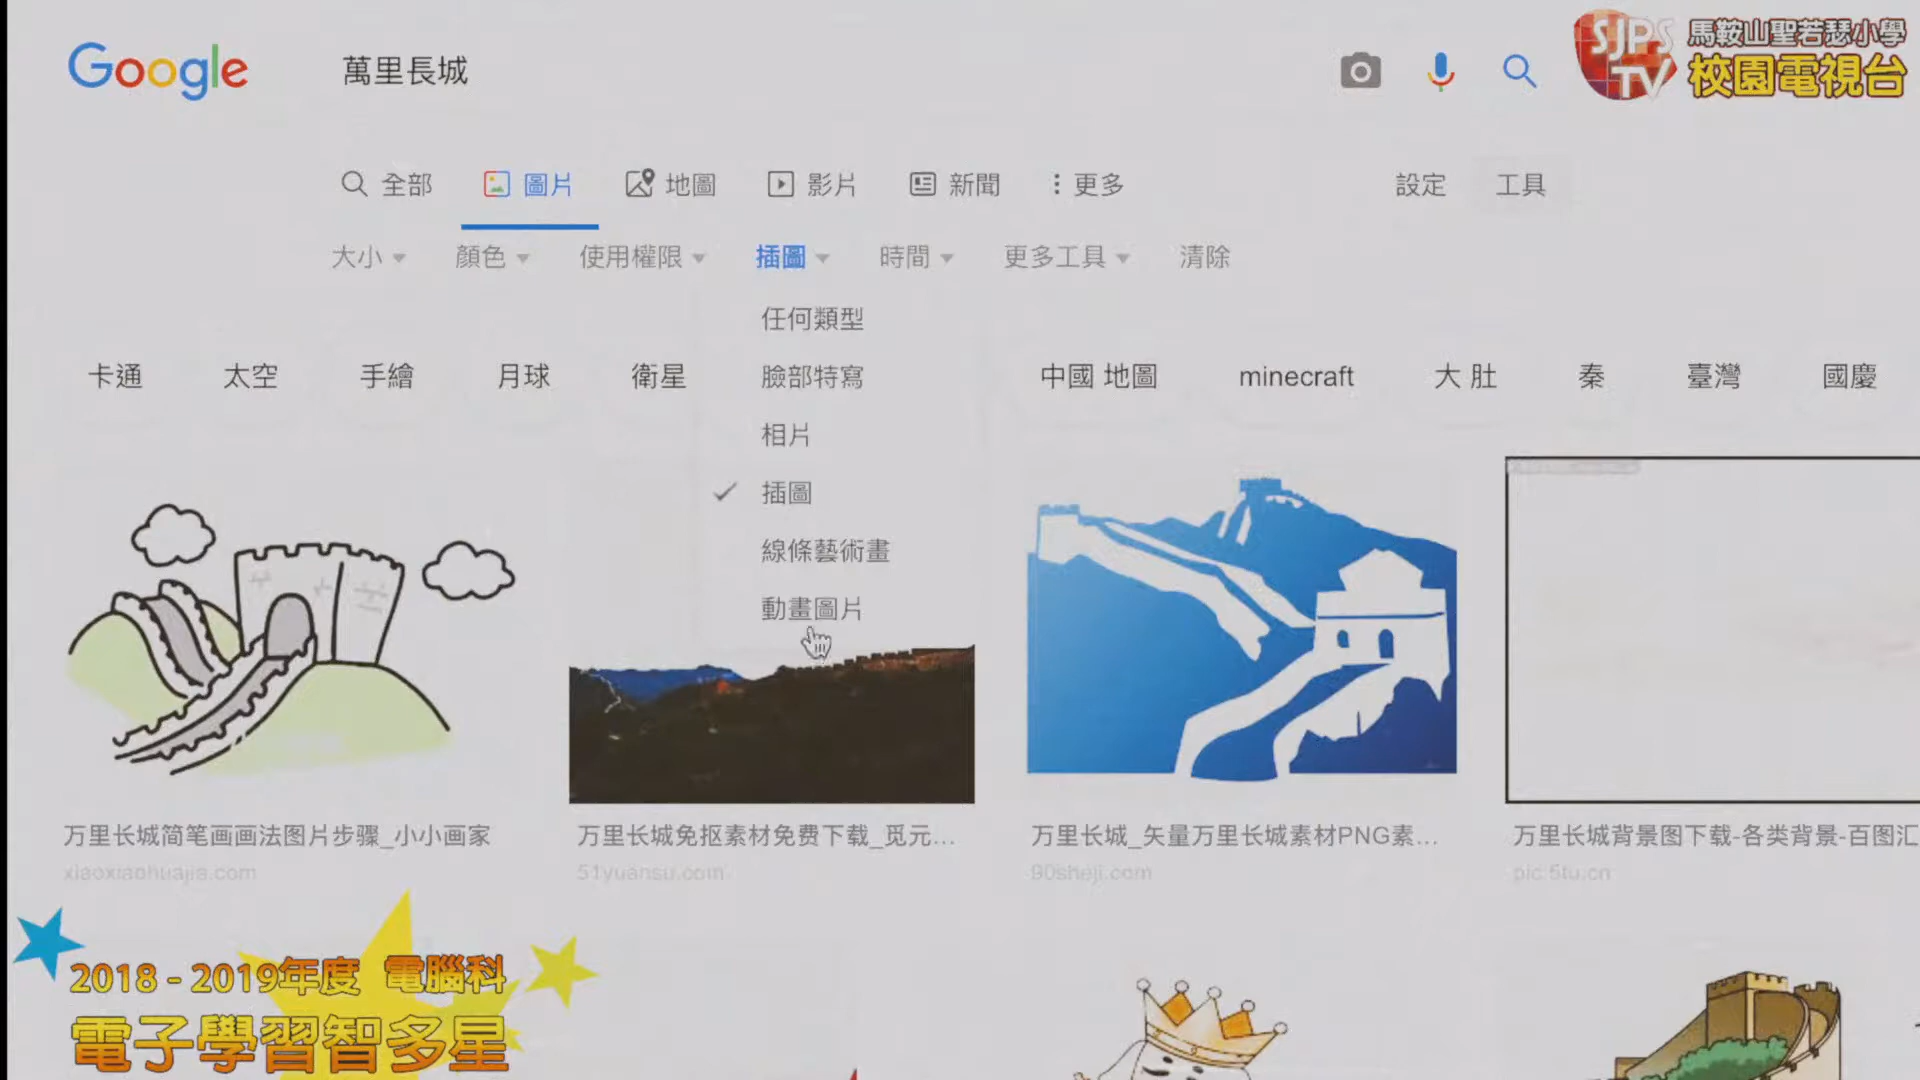 Google
萬里長城
SJPS TV
馬鞍山聖若瑟小學
校園電視台
全部 圖片 地圖 影片 新聞 更多 設定 工具
大小 顏色 使用權限 插圖 時間 更多工具 清除
任何類型
臉部特寫
相片
插圖
線條藝術畫
動畫圖片
卡通 太空 手繪 月球 衛星 中國 地圖 minecraft 大 肚 秦 臺灣 國慶
万里长城简笔画画法图片步骤_小小画家
万里长城免抠素材免费下载_觅元...
万里长城_矢量万里长城素材PNG素...
万里长城背景图下载-各类背景-百图汇
xiaoxiaohuajia.com
51yuansu.com
90sheji.com
pic.5tu.cn
2018 - 2019年度 電腦科
電子學習智多星